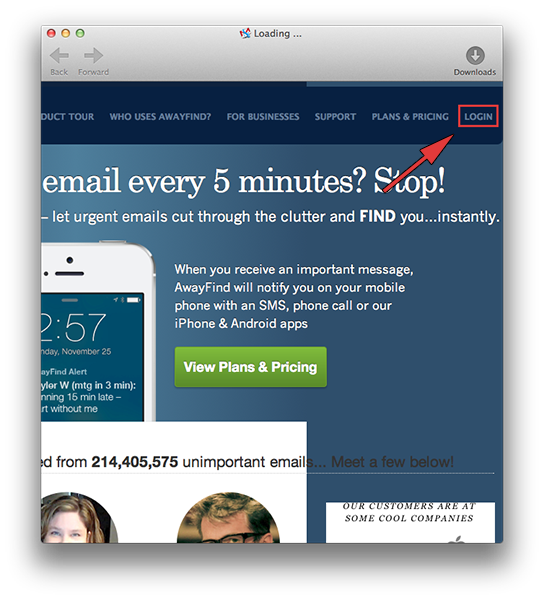 Loading ...
Back Forward Downloads
DUCT TOUR WHO USES AWAYFIND? FOR BUSINESSES SUPPORT PLANS & PRICING LOGIN
email every 5 minutes? Stop!
– let urgent emails cut through the clutter and FIND you...instantly.
When you receive an important message,
AwayFind will notify you on your mobile
phone with an SMS, phone call or our
iPhone & Android apps
View Plans & Pricing
2:57
onday, November 25
wayFind Alert
yler W (mtg in 3 min):
nning 15 min late –
art without me
ed from 214,405,575 unimportant emails... Meet a few below!
OUR CUSTOMERS ARE AT
SOME COOL COMPANIES